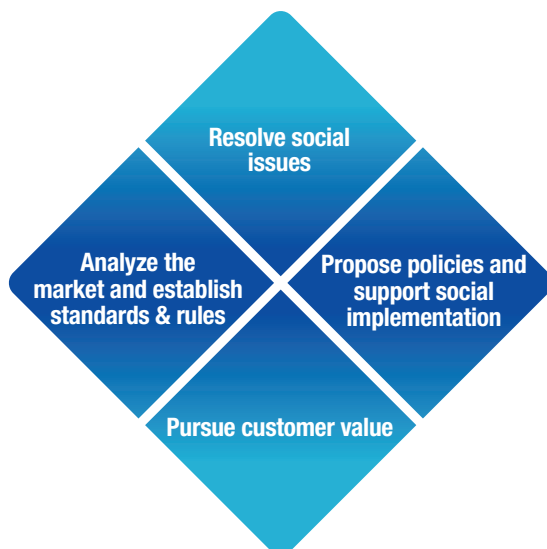 Resolve social
issues
Analyze the
market and establish
standards & rules
Propose policies and
support social
implementation
Pursue customer value